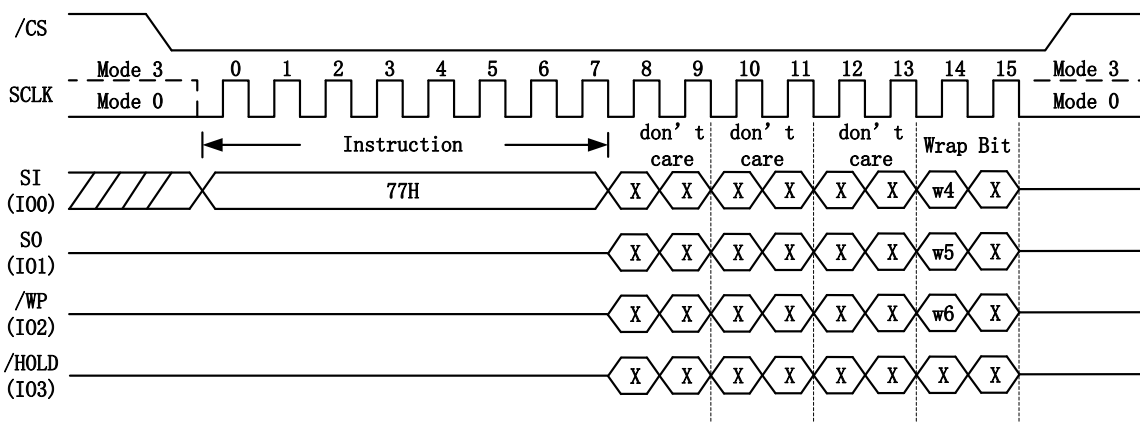 /CS
Mode 3 0 1 2 3 4 5 6 7 8 9 10 11 12 13 14 15 Mode 3
SCLK
Mode 0 Mode 0
Instruction don't care don't care don't care Wrap Bit
SI
(IO0)
77H X X X X X X w4 X
SO
(IO1)
X X X X X X w5 X
/WP
(IO2)
X X X X X X w6 X
/HOLD
(IO3)
X X X X X X X X